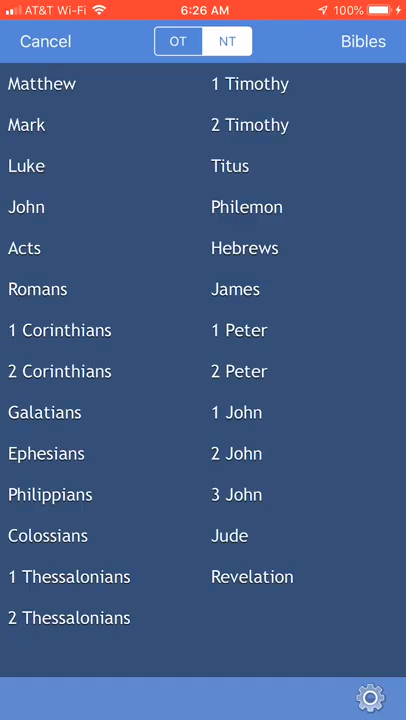 AT&T Wi-Fi 6:26 AM 100%
Cancel OT NT Bibles
Matthew
Mark
Luke
John
Acts
Romans
1 Corinthians
2 Corinthians
Galatians
Ephesians
Philippians
Colossians
1 Thessalonians
2 Thessalonians
1 Timothy
2 Timothy
Titus
Philemon
Hebrews
James
1 Peter
2 Peter
1 John
2 John
3 John
Jude
Revelation